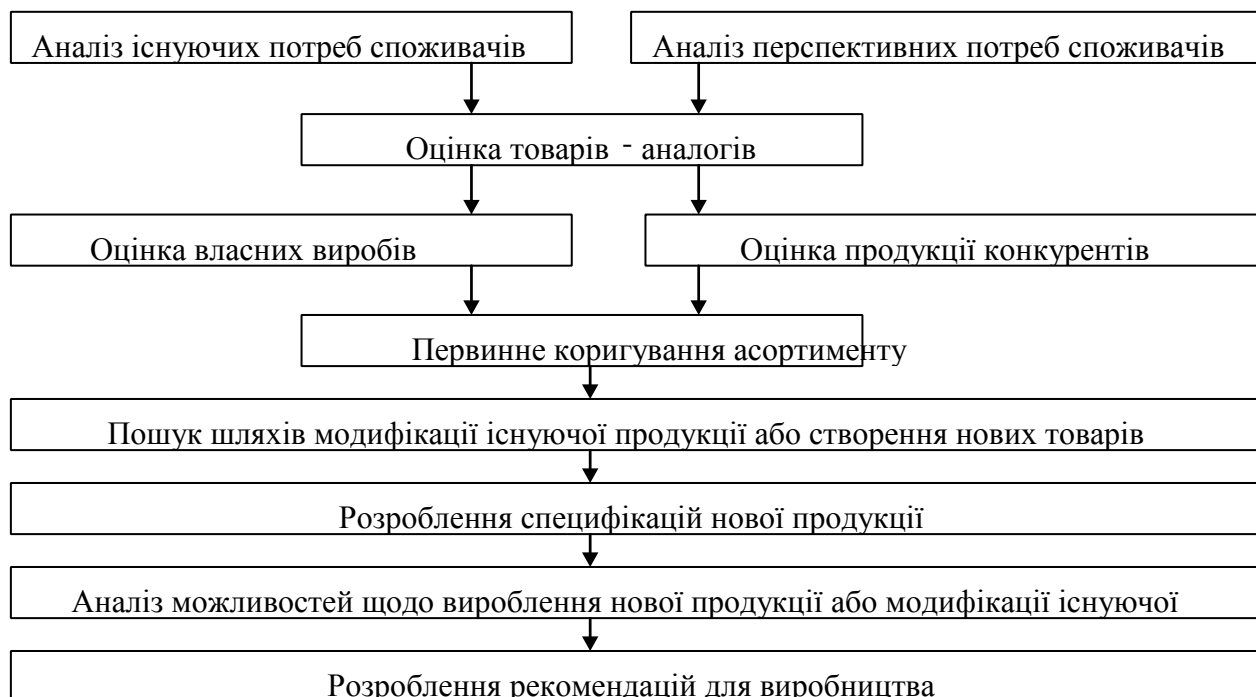 Аналіз існуючих потреб споживачів
Аналіз перспективних потреб споживачів
Оцінка товарів - аналогів
Оцінка власних виробів
Оцінка продукції конкурентів
Первинне коригування асортименту
Пошук шляхів модифікації існуючої продукції або створення нових товарів
Розроблення специфікацій нової продукції
Аналіз можливостей щодо вироблення нової продукції або модифікації існуючої
Розроблення рекомендацій для виробництва